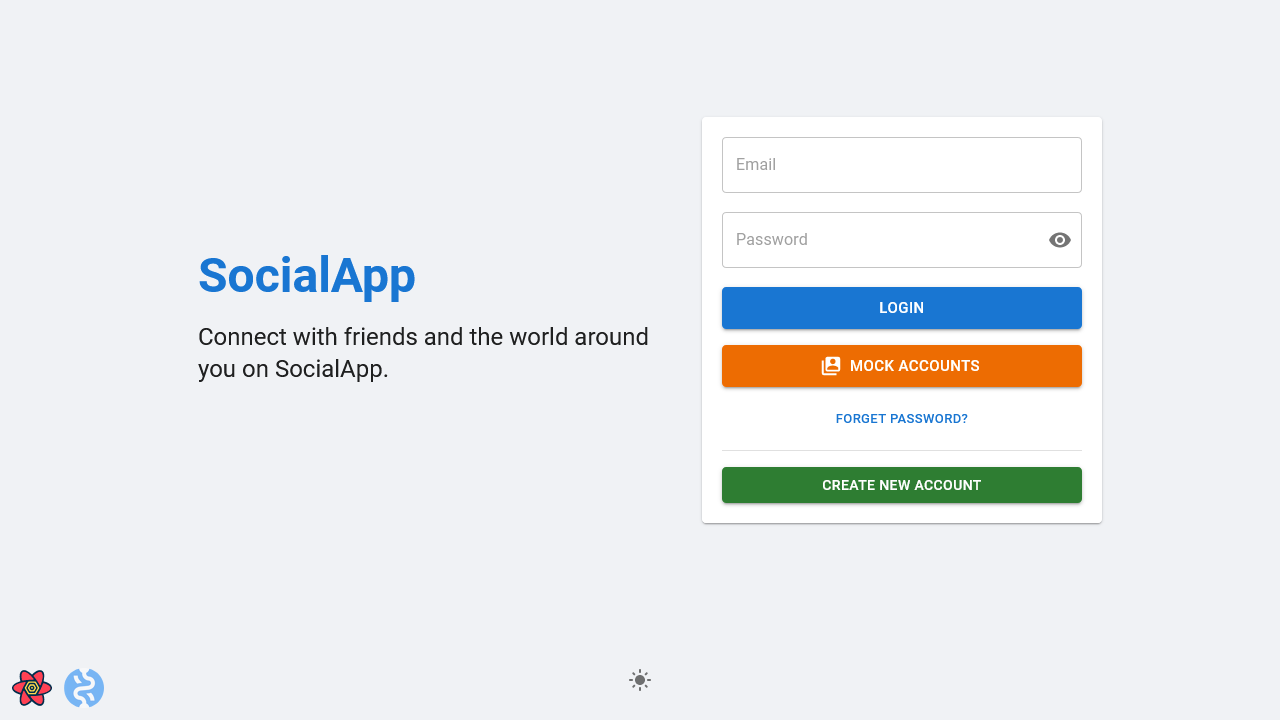 SocialApp
Connect with friends and the world around
you on SocialApp.
Email
Password
LOGIN
MOCK ACCOUNTS
FORGET PASSWORD?
CREATE NEW ACCOUNT